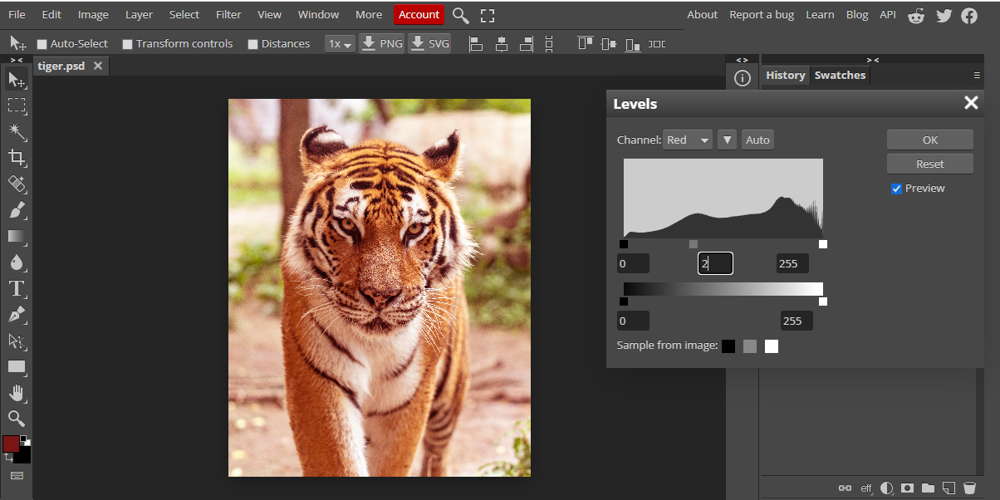 File Edit Image Layer Select Filter View Window More Account About Report a bug Learn Blog API
Auto-Select Transform controls Distances 1x PNG SVG
tiger.psd
History Swatches
Levels
Channel: Red Auto OK
Reset
Preview
0 2 255
0 255
Sample from image:
eff